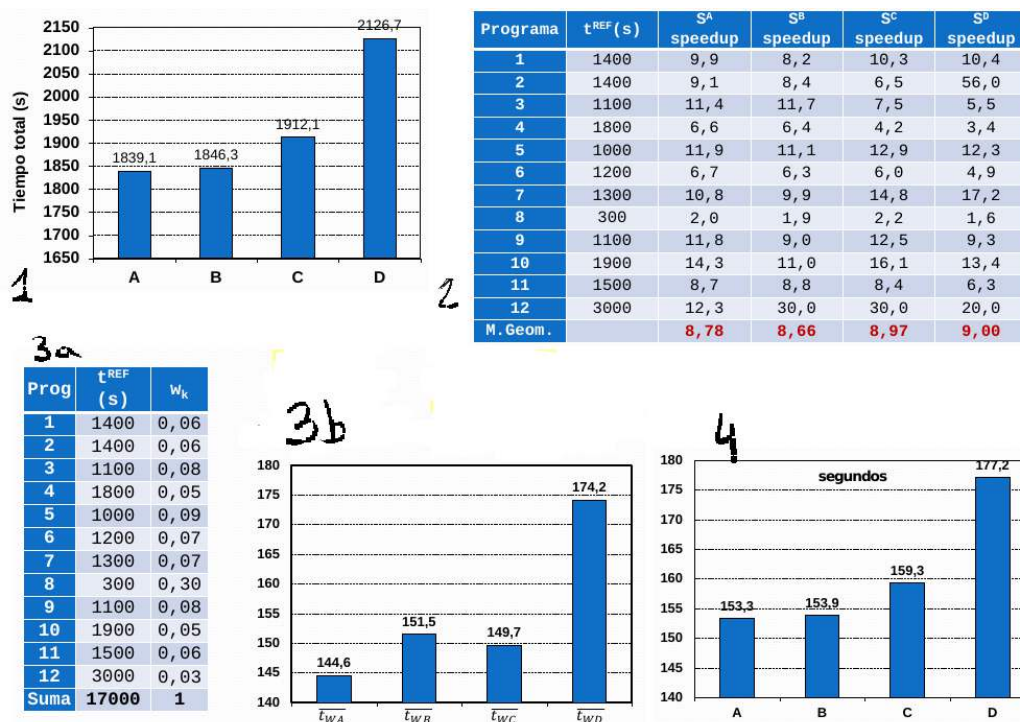 2150
2100
2050
2000
1950
1900
1850
1800
1750
1700
1650
Tiempo total (s)
1839,1
1846,3
1912,1
2126,7
A B C D
1
Programa t^REF(s) S^A speedup S^B speedup S^C speedup S^D speedup
1 1400 9,9 8,2 10,3 10,4
2 1400 9,1 8,4 6,5 56,0
3 1100 11,4 11,7 7,5 5,5
4 1800 6,6 6,4 4,2 3,4
5 1000 11,9 11,1 12,9 12,3
6 1200 6,7 6,3 6,0 4,9
7 1300 10,8 9,9 14,8 17,2
8 300 2,0 1,9 2,2 1,6
9 1100 11,8 9,0 12,5 9,3
10 1900 14,3 11,0 16,1 13,4
11 1500 8,7 8,8 8,4 6,3
12 3000 12,3 30,0 30,0 20,0
M.Geom. 8,78 8,66 8,97 9,00
2
3a
Prog t^REF (s) w_k
1 1400 0,06
2 1400 0,06
3 1100 0,08
4 1800 0,05
5 1000 0,09
6 1200 0,07
7 1300 0,07
8 300 0,30
9 1100 0,08
10 1900 0,05
11 1500 0,06
12 3000 0,03
Suma 17000 1
3b
180
175
170
165
160
155
150
145
140
144,6
151,5
149,7
174,2
t_WA t_WB t_WC t_WD
4
180
175
170
165
160
155
150
145
140
segundos
153,3
153,9
159,3
177,2
A B C D